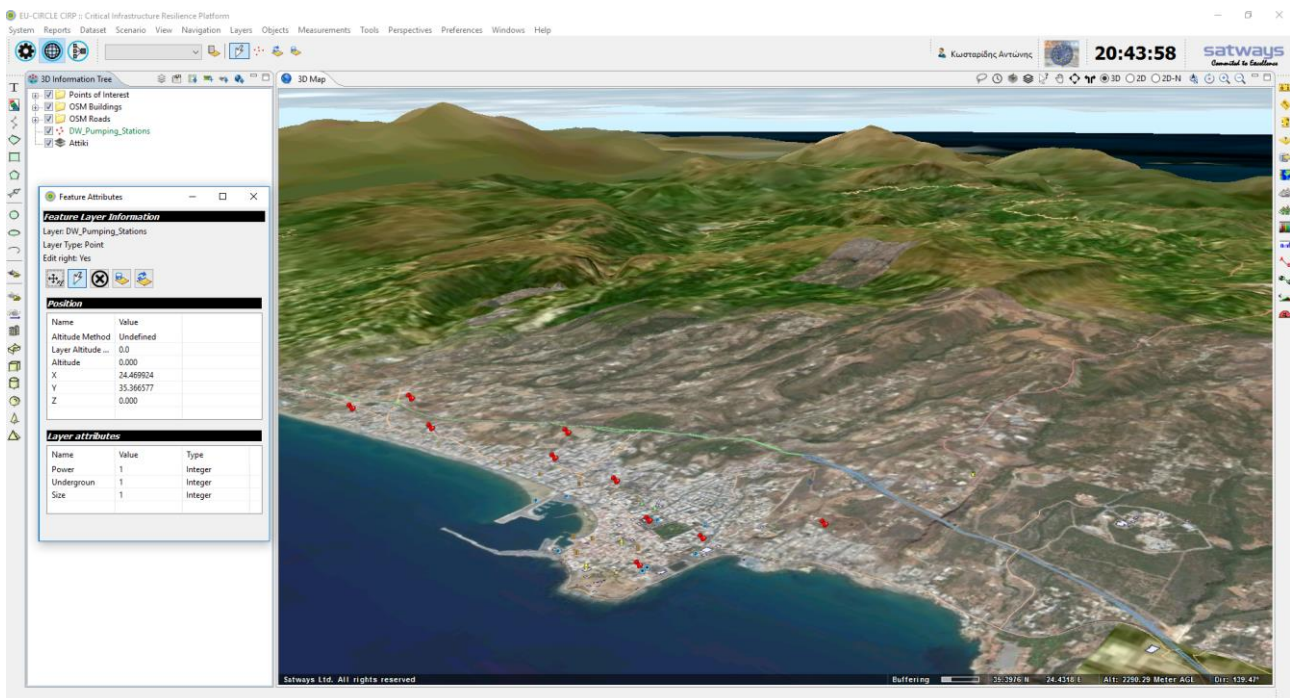 EU-CIRCLE CIRP :: Critical Infrastructure Resilience Platform
System Reports Dataset Scenario View Navigation Layers Objects Measurements Tools Perspectives Preferences Windows Help
Κωσταρίδης Αντώνης
20:43:58
satways
Commited to Excellence
3D Information Tree
3D Map
3D 2D 2D-N
Points of Interest
OSM Buildings
OSM Roads
DW_Pumping_Stations
Attiki
Feature Attributes
Feature Layer Information
Layer: DW_Pumping_Stations
Layer Type: Point
Edit right: Yes
Position
Name Value
Altitude Method Undefined
Layer Altitude ... 0.0
Altitude 0.000
X 24.469924
Y 35.366577
Z 0.000
Layer attributes
Name Value Type
Power 1 Integer
Undergroun 1 Integer
Size 1 Integer
Satways Ltd. All rights reserved
Buffering 35.3976 N 24.4318 E Alt: 2290.29 Meter AGL Dir: 139.47°